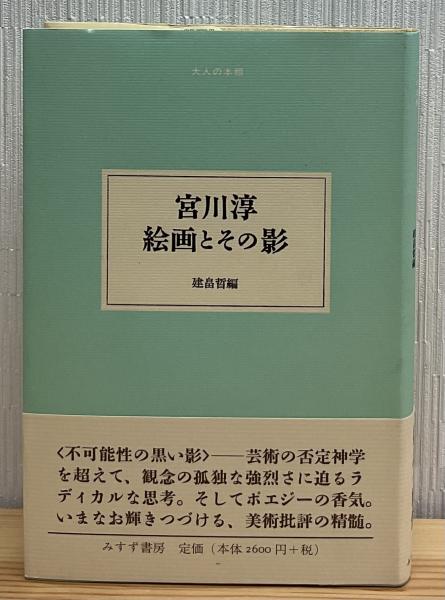 大人の本棚
宮川淳
絵画とその影
建畠晢編
〈不可能性の黒い影〉――芸術の否定神学
を超えて、観念の孤独な強烈さに迫るラ
ディカルな思考。そしてポエジーの香気。
いまなお輝きつづける、美術批評の精髄。
みすず書房 定価（本体2600円＋税）